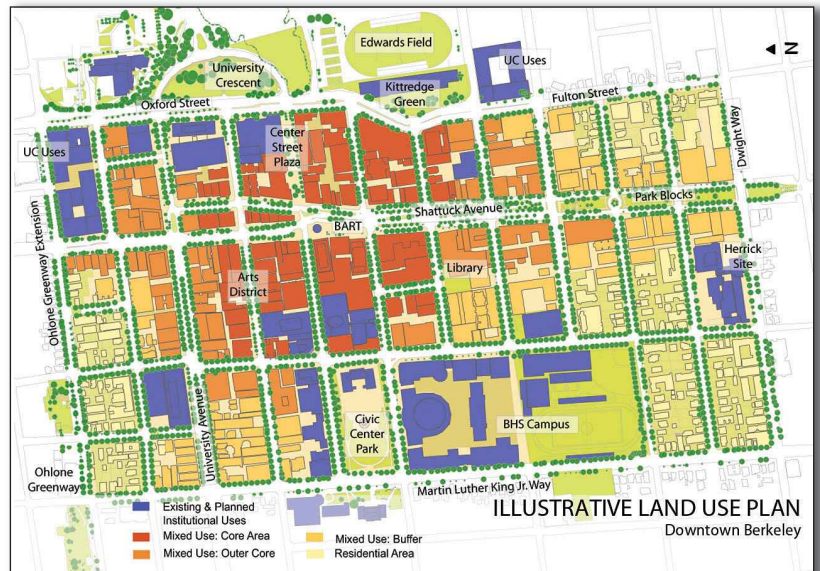 Edwards Field
N
UC Uses
University
Crescent
Kittredge
Green
Oxford Street
Fulton Street
UC Uses
Center
Street
Plaza
Dwight Way
Park Blocks
Shattuck Avenue
BART
Ohlone Greenway Extension
Arts
District
Library
Herrick
Site
University Avenue
Civic
Center
Park
BHS Campus
Ohlone
Greenway
Martin Luther King Jr. Way
ILLUSTRATIVE LAND USE PLAN
Downtown Berkeley
Existing & Planned
Institutional Uses
Mixed Use: Core Area
Mixed Use: Outer Core
Mixed Use: Buffer
Residential Area